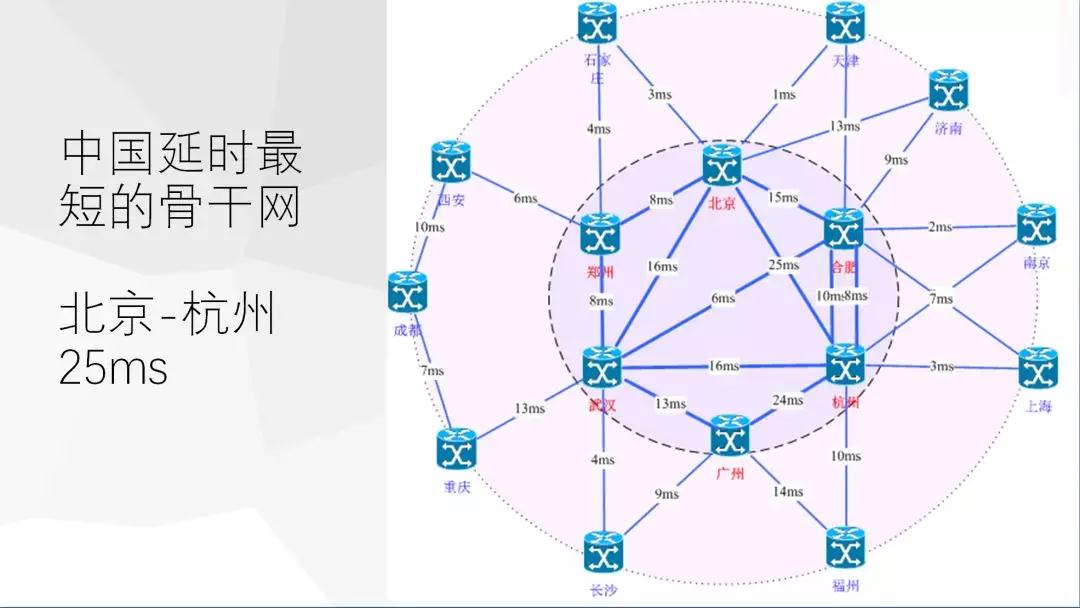 中国延时最
短的骨干网
北京-杭州
25ms
石家
庄
天津
3ms
1ms
4ms
13ms
济南
9ms
西安
6ms
8ms
北京
15ms
10ms
2ms
郑州
合肥
南京
16ms
25ms
成都
8ms
6ms
10ms
8ms
7ms
7ms
16ms
3ms
武汉
杭州
上海
13ms
13ms
24ms
4ms
广州
10ms
重庆
9ms
14ms
长沙
福州